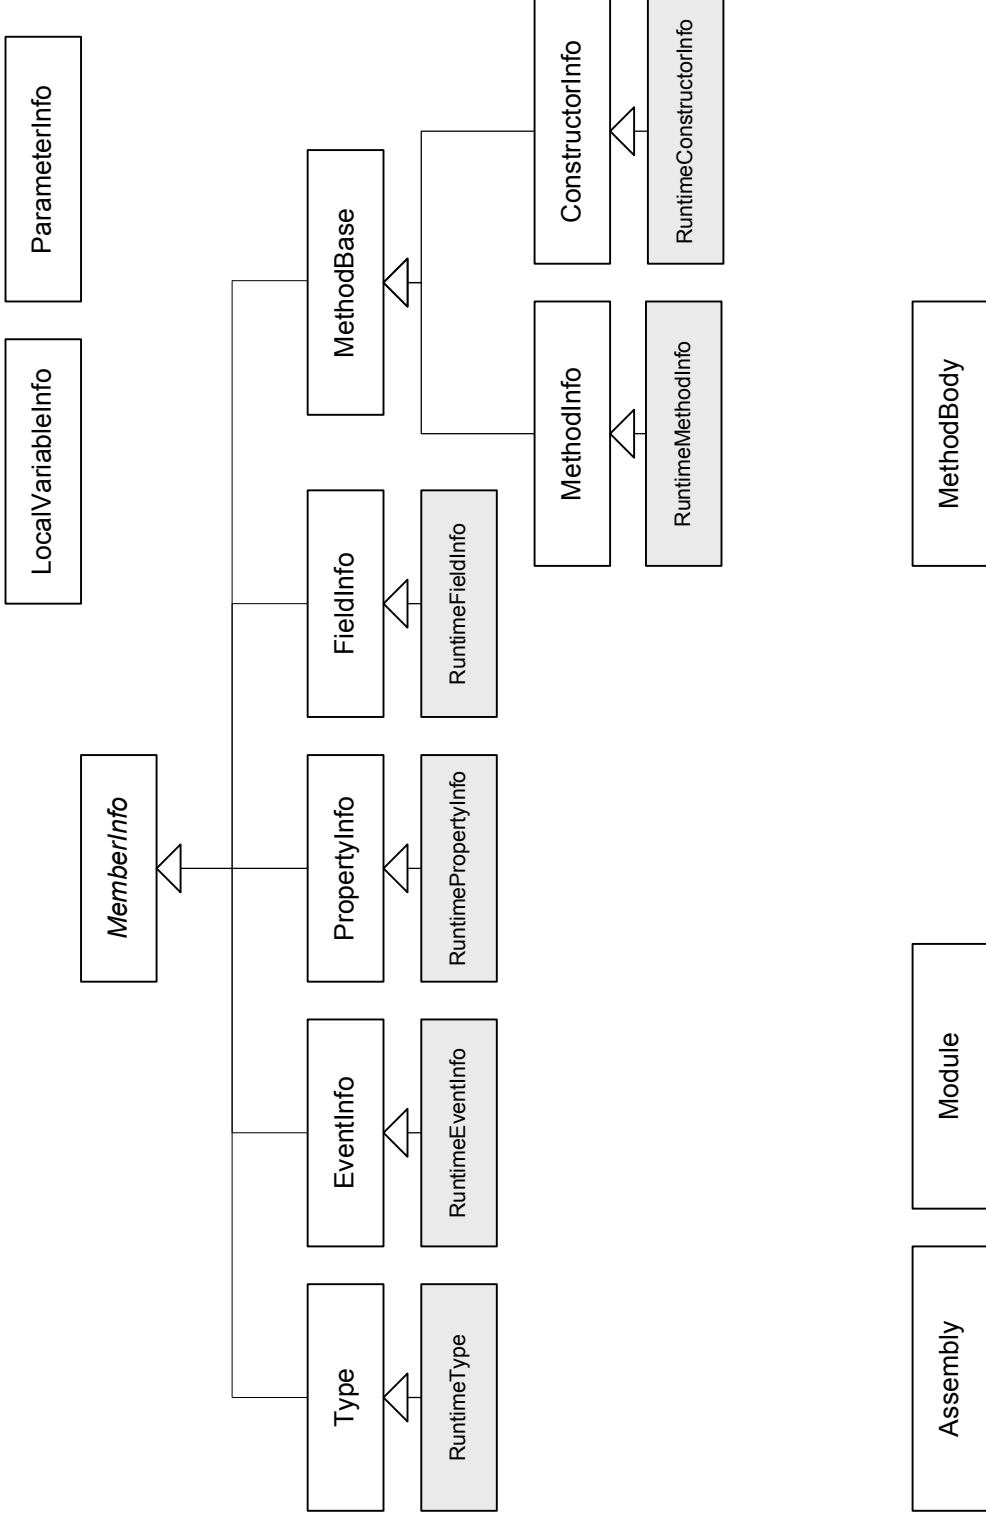 MemberInfo
LocalVariableInfo
ParameterInfo
Type
EventInfo
PropertyInfo
FieldInfo
MethodBase
RuntimeType
RuntimeEventInfo
RuntimePropertyInfo
RuntimeFieldInfo
MethodInfo
ConstructorInfo
RuntimeMethodInfo
RuntimeConstructorInfo
Assembly
Module
MethodBody